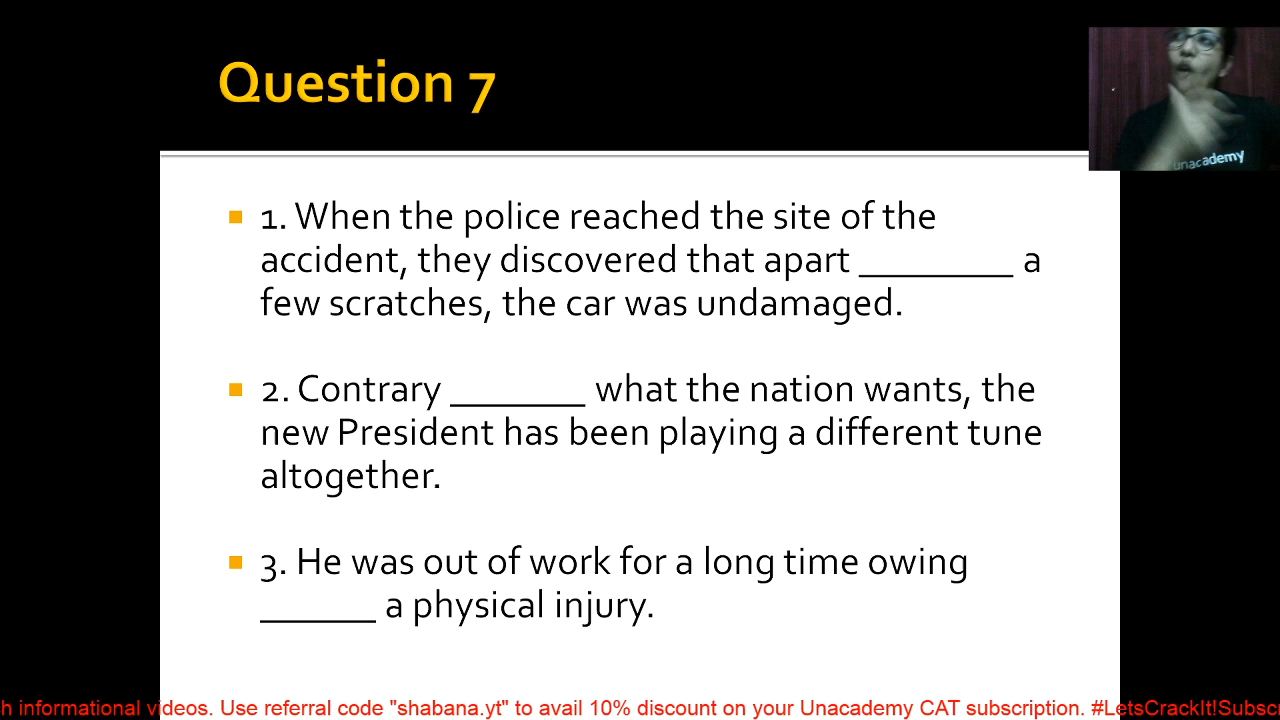 Question 7
unacademy
1. When the police reached the site of the
accident, they discovered that apart ________ a
few scratches, the car was undamaged.
2. Contrary _______ what the nation wants, the
new President has been playing a different tune
altogether.
3. He was out of work for a long time owing
______ a physical injury.
h informational videos. Use referral code "shabana.yt" to avail 10% discount on your Unacademy CAT subscription. #LetsCrackIt!Subsc